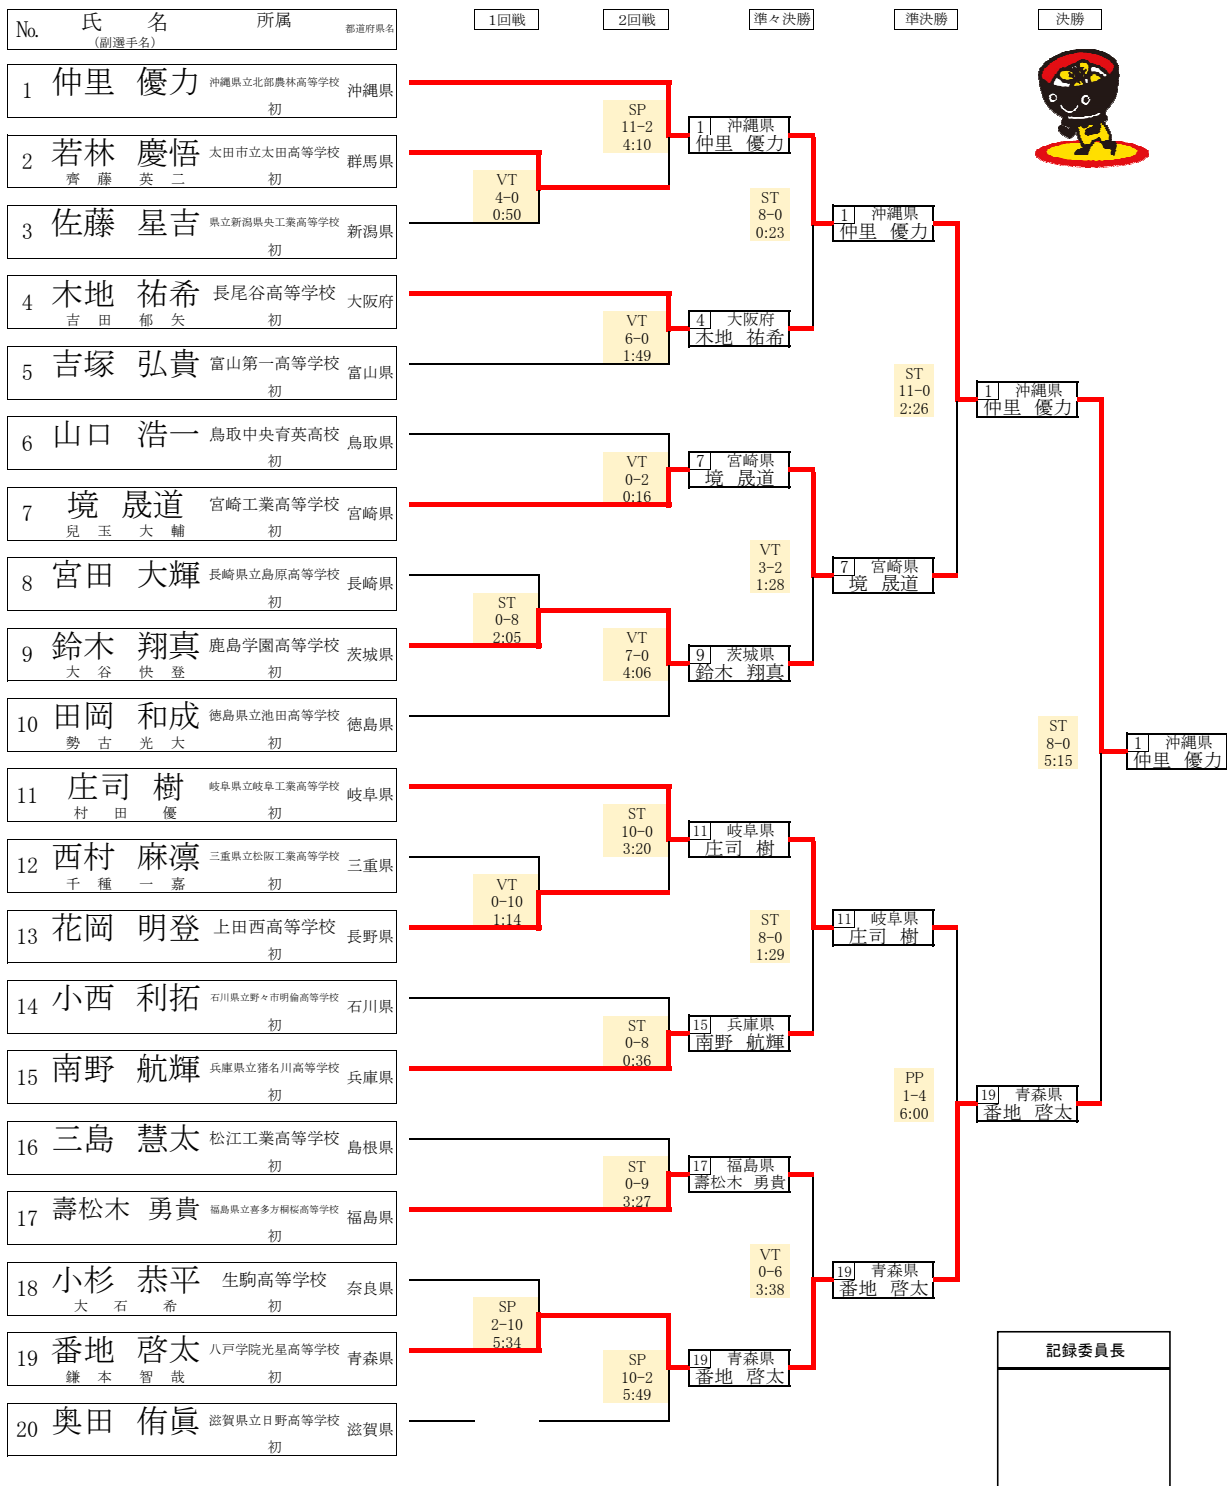 No. 氏 名 所属 都道府県名
(副選手名)
1回戦 2回戦 準々決勝 準決勝 決勝
1 仲里 優力 沖縄県立北部農林高等学校 沖縄県
初
2 若林 慶悟 太田市立太田高等学校 群馬県
齊藤英二 初
3 佐藤 星吉 県立新潟県央工業高等学校 新潟県
初
4 木地 祐希 長尾谷高等学校 大阪府
吉田郁矢 初
5 吉塚 弘貴 富山第一高等学校 富山県
初
6 山口 浩一 鳥取中央育英高校 鳥取県
初
7 境 晟道 宮崎工業高等学校 宮崎県
兒玉大輔 初
8 宮田 大輝 長崎県立島原高等学校 長崎県
初
9 鈴木 翔真 鹿島学園高等学校 茨城県
大谷快登 初
10 田岡 和成 徳島県立池田高等学校 徳島県
勢古光大 初
11 庄司 樹 岐阜県立岐阜工業高等学校 岐阜県
村田優 初
12 西村 麻凛 三重県立松阪工業高等学校 三重県
千種一嘉 初
13 花岡 明登 上田西高等学校 長野県
初
14 小西 利拓 石川県立野々市明倫高等学校 石川県
初
15 南野 航輝 兵庫県立猪名川高等学校 兵庫県
初
16 三島 慧太 松江工業高等学校 島根県
初
17 壽松木 勇貴 福島県立喜多方桐桜高等学校 福島県
初
18 小杉 恭平 生駒高等学校 奈良県
大石希 初
19 番地 啓太 八戸学院光星高等学校 青森県
鎌本智哉 初
20 奥田 侑眞 滋賀県立日野高等学校 滋賀県
初
VT
4-0
0:50
ST
0-8
2:05
VT
0-10
1:14
SP
2-10
5:34
SP
11-2
4:10
VT
6-0
1:49
VT
0-2
0:16
VT
7-0
4:06
ST
10-0
3:20
ST
0-8
0:36
ST
0-9
3:27
SP
10-2
5:49
1 沖縄県
仲里 優力
4 大阪府
木地 祐希
7 宮崎県
境 晟道
9 茨城県
鈴木 翔真
11 岐阜県
庄司 樹
15 兵庫県
南野 航輝
17 福島県
壽松木 勇貴
19 青森県
番地 啓太
ST
8-0
0:23
VT
3-2
1:28
ST
8-0
1:29
VT
0-6
3:38
1 沖縄県
仲里 優力
7 宮崎県
境 晟道
11 岐阜県
庄司 樹
19 青森県
番地 啓太
ST
11-0
2:26
PP
1-4
6:00
1 沖縄県
仲里 優力
19 青森県
番地 啓太
ST
8-0
5:15
1 沖縄県
仲里 優力
記録委員長